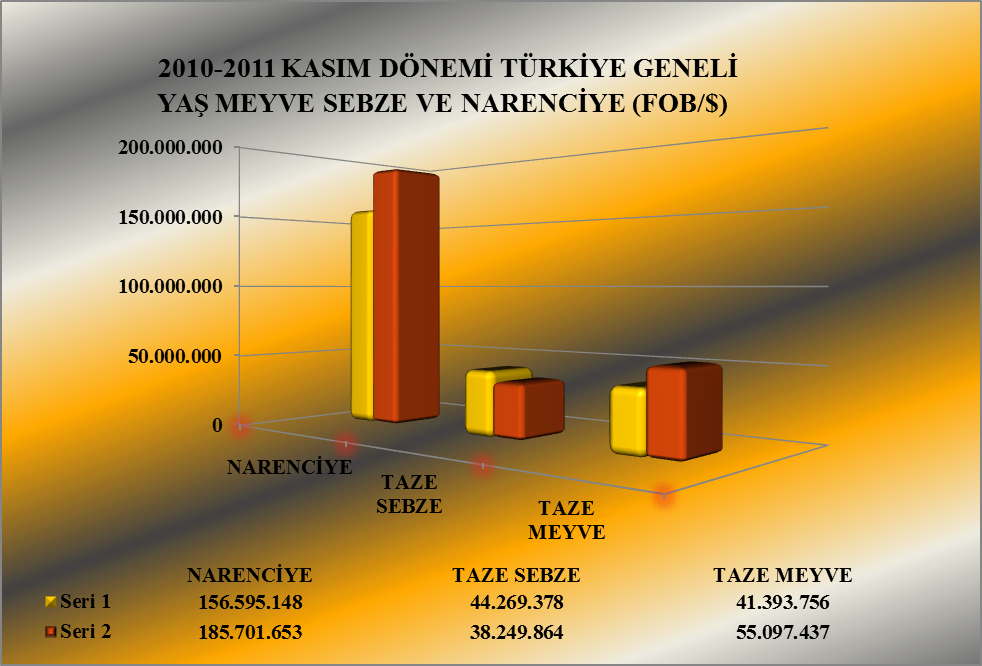 2010-2011 KASIM DÖNEMİ TÜRKİYE GENELİ
YAŞ MEYVE SEBZE VE NARENCİYE (FOB/$)
200.000.000
150.000.000
100.000.000
50.000.000
0
NARENCİYE
TAZE
SEBZE
TAZE
MEYVE
NARENCİYE TAZE SEBZE TAZE MEYVE
Seri 1 156.595.148 44.269.378 41.393.756
Seri 2 185.701.653 38.249.864 55.097.437